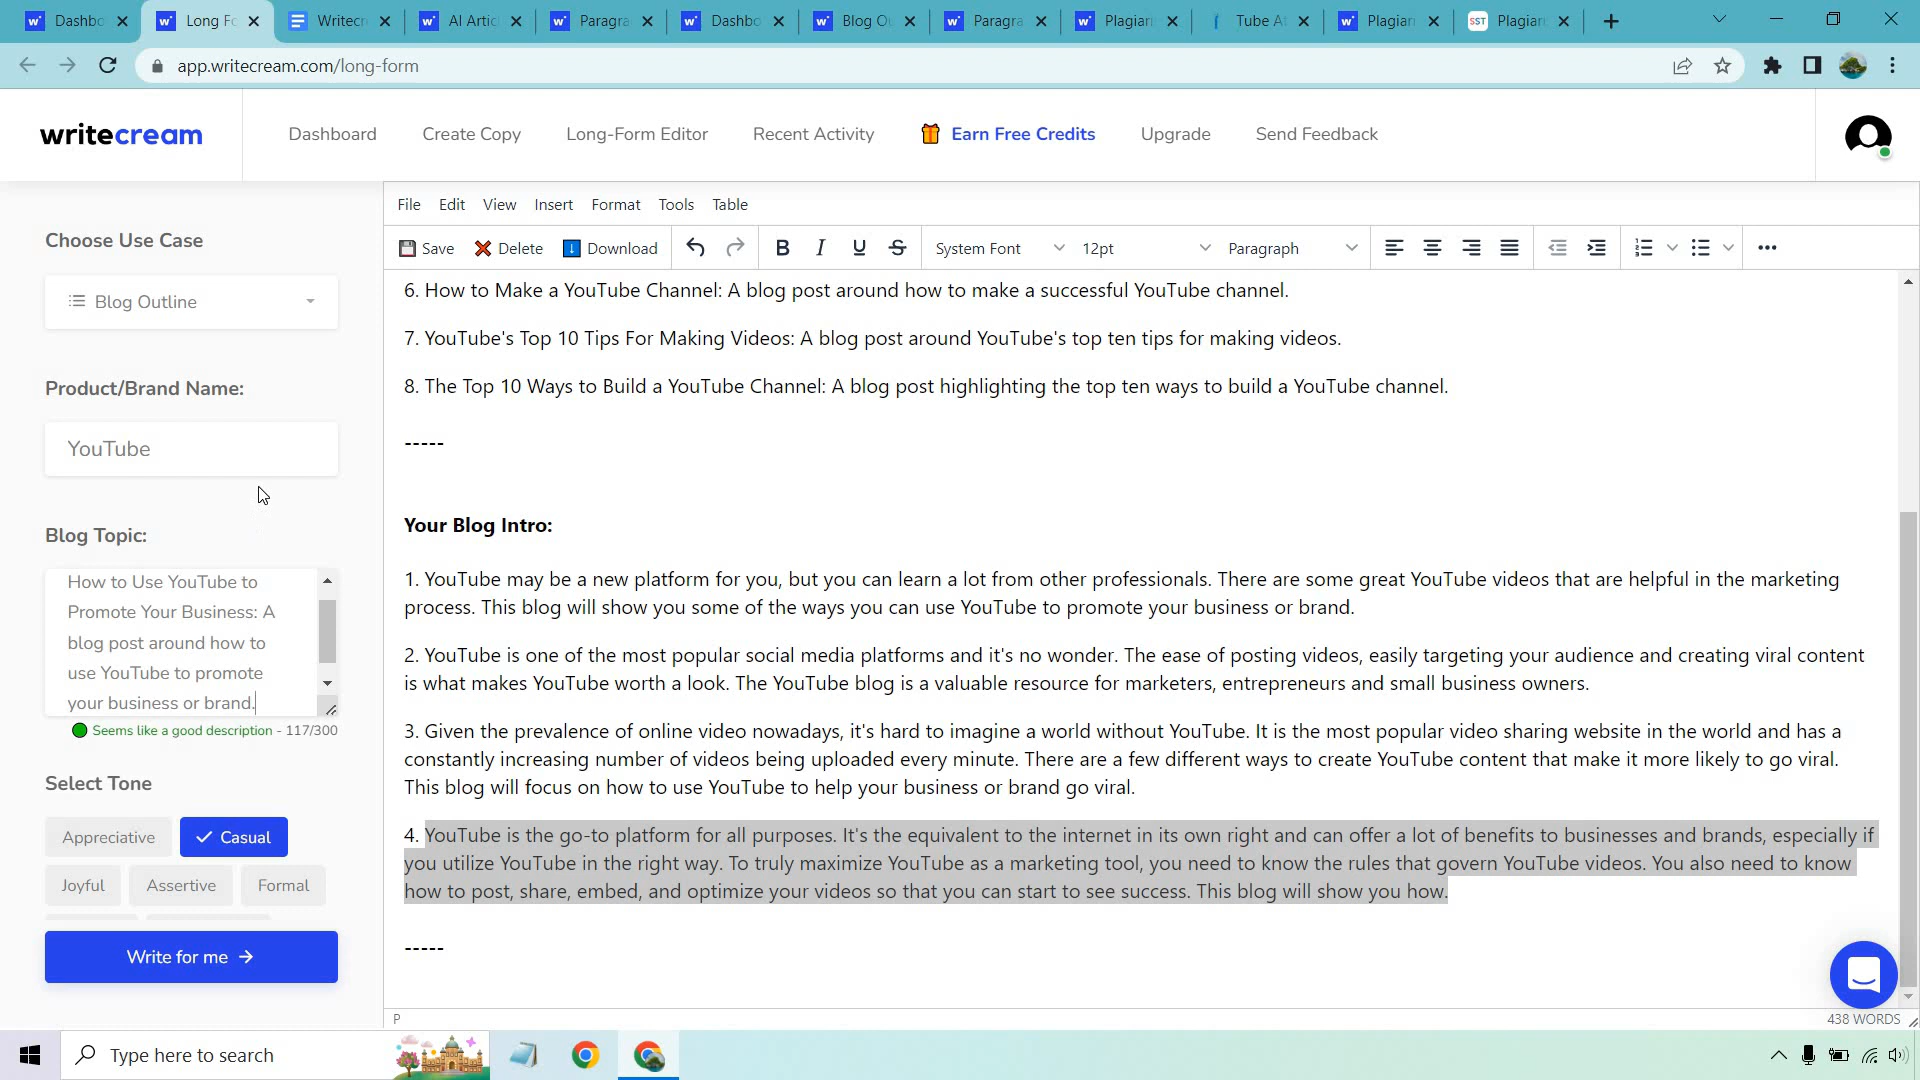 Dashbo
Long Fo
Writecr
AI Artic
Paragra
Dashbo
Blog Ou
Paragra
Plagiari
Tube At
Plagiari
SST
Plagiari
app.writecream.com/long-form
writecream
Dashboard
Create Copy
Long-Form Editor
Recent Activity
Earn Free Credits
Upgrade
Send Feedback
Choose Use Case
Blog Outline
Product/Brand Name:
YouTube
Blog Topic:
How to Use YouTube to
Promote Your Business: A
blog post around how to
use YouTube to promote
your business or brand.
Seems like a good description - 117/300
Select Tone
Appreciative
Casual
Joyful
Assertive
Formal
Write for me
File Edit View Insert Format Tools Table
Save Delete Download B I U S System Font 12pt Paragraph
6. How to Make a YouTube Channel: A blog post around how to make a successful YouTube channel.
7. YouTube's Top 10 Tips For Making Videos: A blog post around YouTube's top ten tips for making videos.
8. The Top 10 Ways to Build a YouTube Channel: A blog post highlighting the top ten ways to build a YouTube channel.
-----
Your Blog Intro:
1. YouTube may be a new platform for you, but you can learn a lot from other professionals. There are some great YouTube videos that are helpful in the marketing
process. This blog will show you some of the ways you can use YouTube to promote your business or brand.
2. YouTube is one of the most popular social media platforms and it's no wonder. The ease of posting videos, easily targeting your audience and creating viral content
is what makes YouTube worth a look. The YouTube blog is a valuable resource for marketers, entrepreneurs and small business owners.
3. Given the prevalence of online video nowadays, it's hard to imagine a world without YouTube. It is the most popular video sharing website in the world and has a
constantly increasing number of videos being uploaded every minute. There are a few different ways to create YouTube content that make it more likely to go viral.
This blog will focus on how to use YouTube to help your business or brand go viral.
4. YouTube is the go-to platform for all purposes. It's the equivalent to the internet in its own right and can offer a lot of benefits to businesses and brands, especially if
you utilize YouTube in the right way. To truly maximize YouTube as a marketing tool, you need to know the rules that govern YouTube videos. You also need to know
how to post, share, embed, and optimize your videos so that you can start to see success. This blog will show you how.
-----
P
438 WORDS
Type here to search